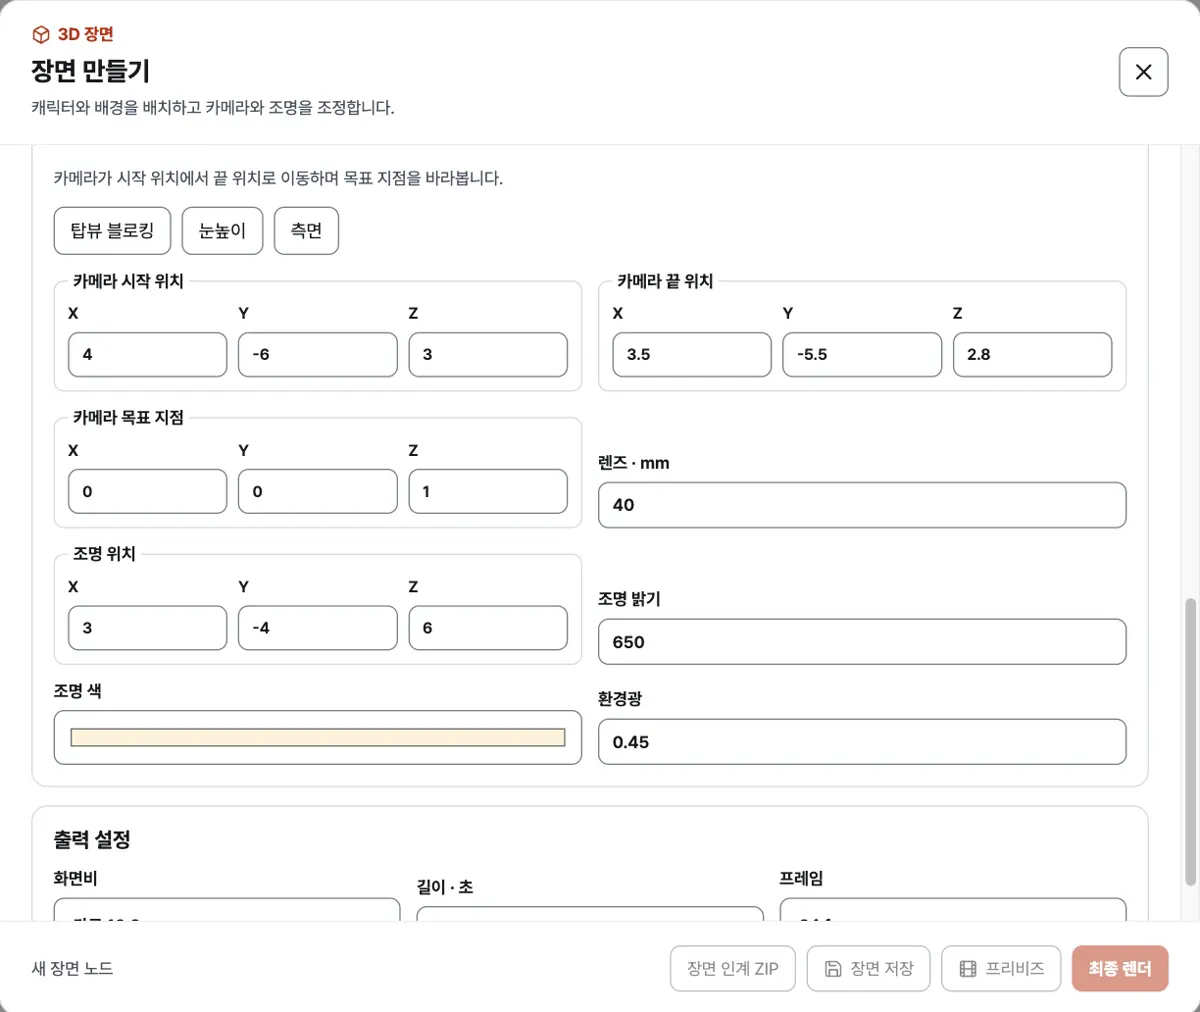 3D 장면
장면 만들기
캐릭터와 배경을 배치하고 카메라와 조명을 조정합니다.
카메라가 시작 위치에서 끝 위치로 이동하며 목표 지점을 바라봅니다.
탑뷰 블로킹 눈높이 측면
카메라 시작 위치 카메라 끝 위치
X Y Z X Y Z
4 -6 3 3.5 -5.5 2.8
카메라 목표 지점
X Y Z
렌즈 · mm
0 0 1
40
조명 위치
X Y Z
조명 밝기
3 -4 6
650
조명 색
환경광
0.45
출력 설정
화면비 길이 · 초 프레임
새 장면 노드 장면 인계 ZIP 장면 저장 프리비즈 최종 렌더